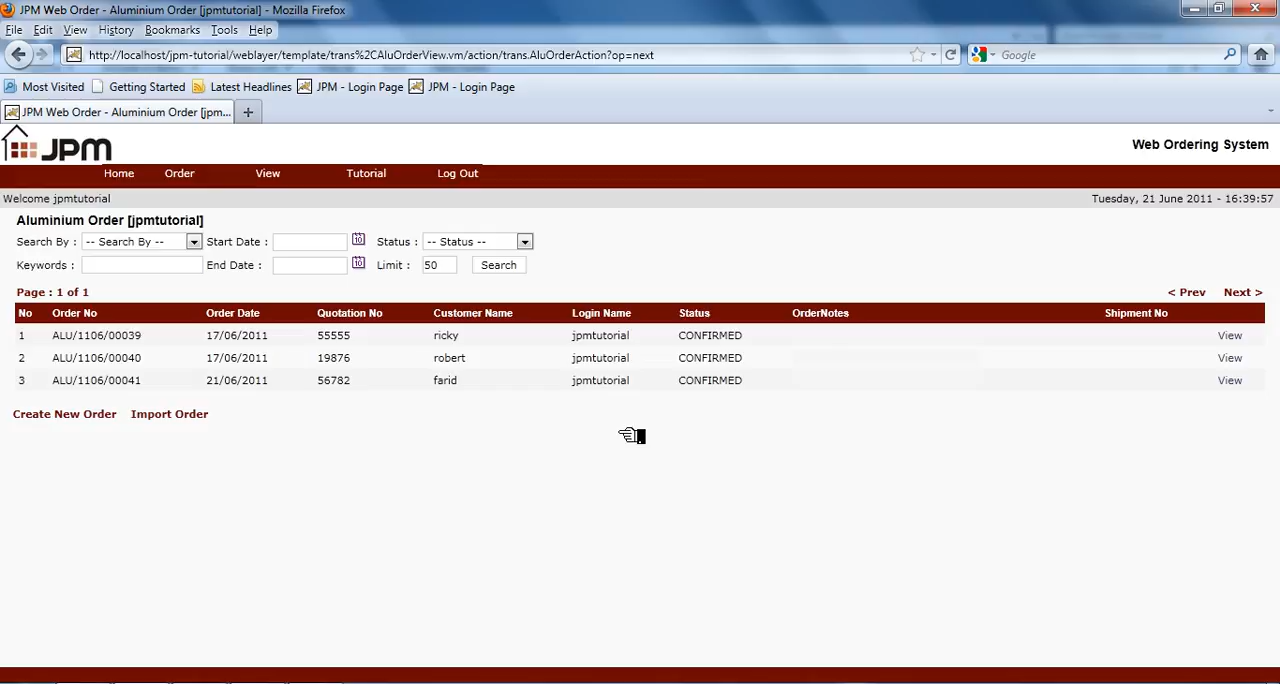 JPM Web Order - Aluminium Order [jpmtutorial] - Mozilla Firefox
File Edit View History Bookmarks Tools Help
http://localhost/jpm-tutorial/weblayer/template/trans%2CAluOrderView.vm/action/trans.AluOrderAction?op=next
Google
Most Visited Getting Started Latest Headlines JPM - Login Page JPM - Login Page
JPM Web Order - Aluminium Order [jpm...
JPM
Web Ordering System
Home Order View Tutorial Log Out
Welcome jpmtutorial Tuesday, 21 June 2011 - 16:39:57
Aluminium Order [jpmtutorial]
Search By : -- Search By -- Start Date : 10 Status : -- Status --
Keywords : End Date : 10 Limit : 50 Search
Page : 1 of 1 < Prev Next >
No Order No Order Date Quotation No Customer Name Login Name Status OrderNotes Shipment No
1 ALU/1106/00039 17/06/2011 55555 ricky jpmtutorial CONFIRMED View
2 ALU/1106/00040 17/06/2011 19876 robert jpmtutorial CONFIRMED View
3 ALU/1106/00041 21/06/2011 56782 farid jpmtutorial CONFIRMED View
Create New Order Import Order